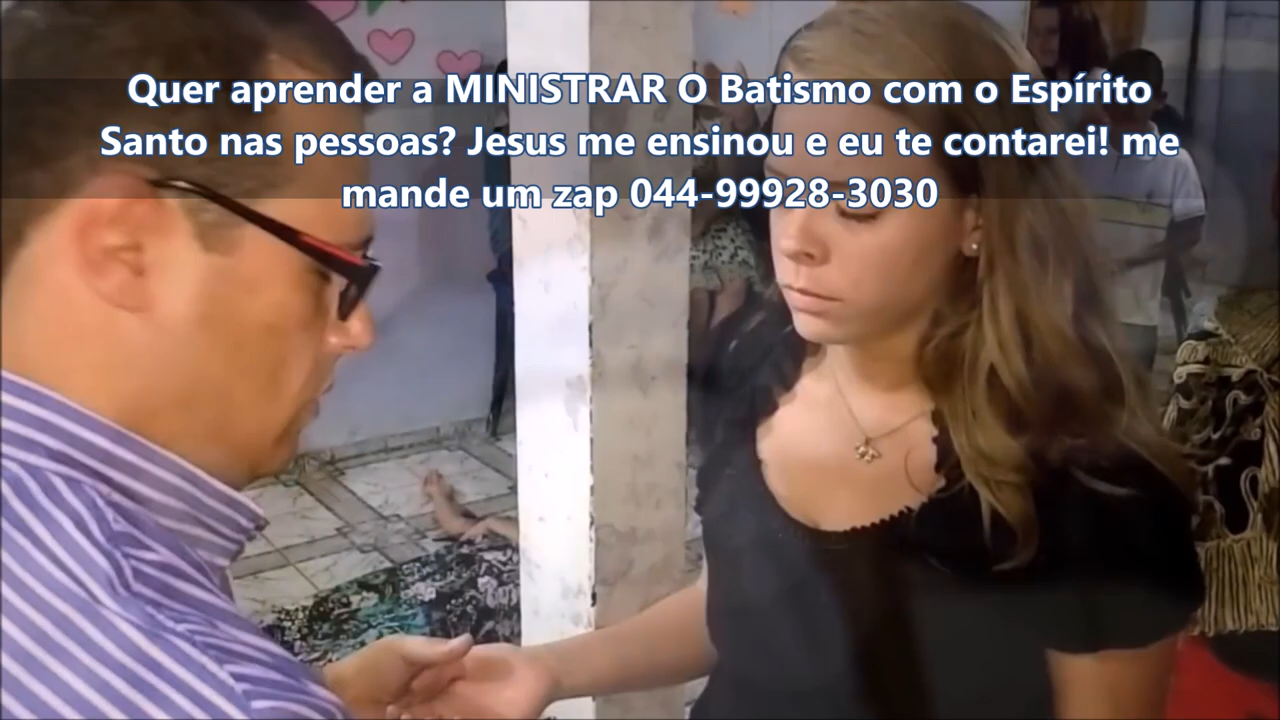 Quer aprender a MINISTRAR O Batismo com o Espírito
Santo nas pessoas? Jesus me ensinou e eu te contarei! me
mande um zap 044-99928-3030